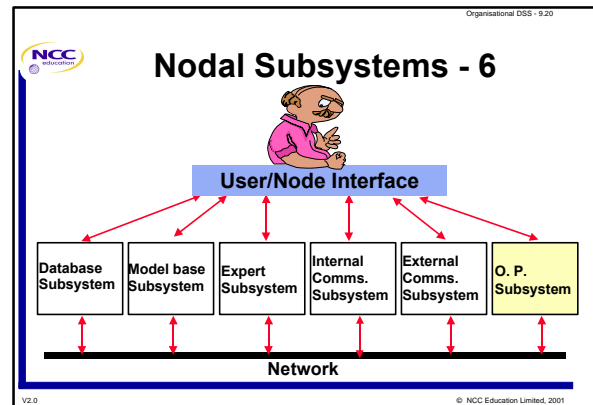 Organisational DSS - 9.20
NCC
education
Nodal Subsystems - 6
User/Node Interface
Database
Subsystem
Model base
Subsystem
Expert
Subsystem
Internal
Comms.
Subsystem
External
Comms.
Subsystem
O. P.
Subsystem
Network
V2.0
© NCC Education Limited, 2001